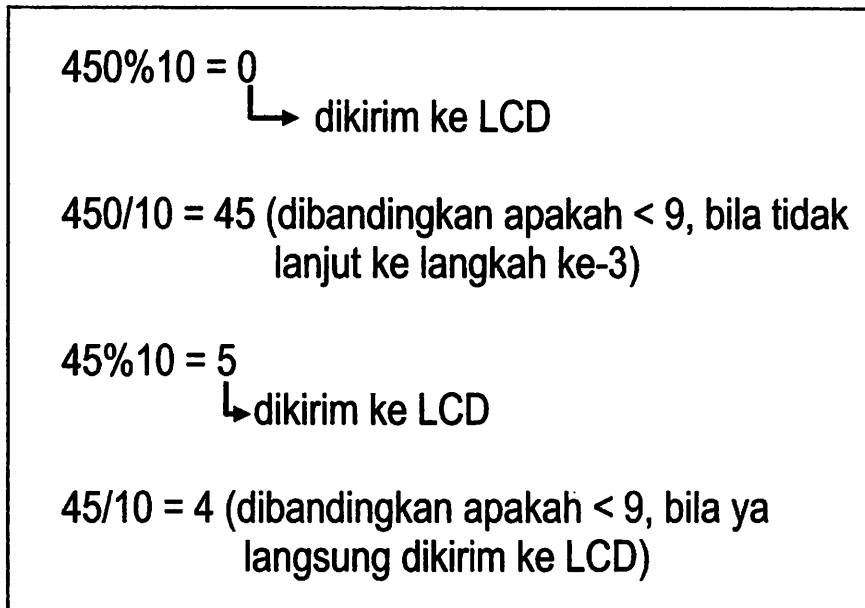 450%10 = 0
dikirim ke LCD
450/10 = 45 (dibandingkan apakah < 9, bila tidak
lanjut ke langkah ke-3)
45%10 = 5
dikirim ke LCD
45/10 = 4 (dibandingkan apakah < 9, bila ya
langsung dikirim ke LCD)